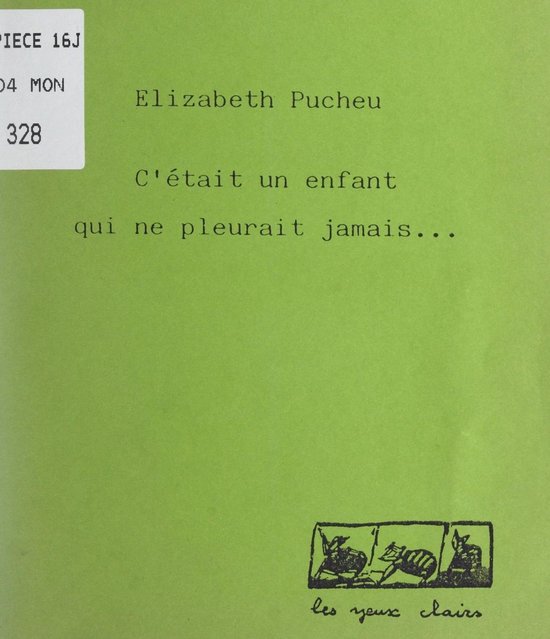 PIECE 16J
04 MON
328
Elizabeth Pucheu
C'était un enfant
qui ne pleurait jamais...
les yeux clairs